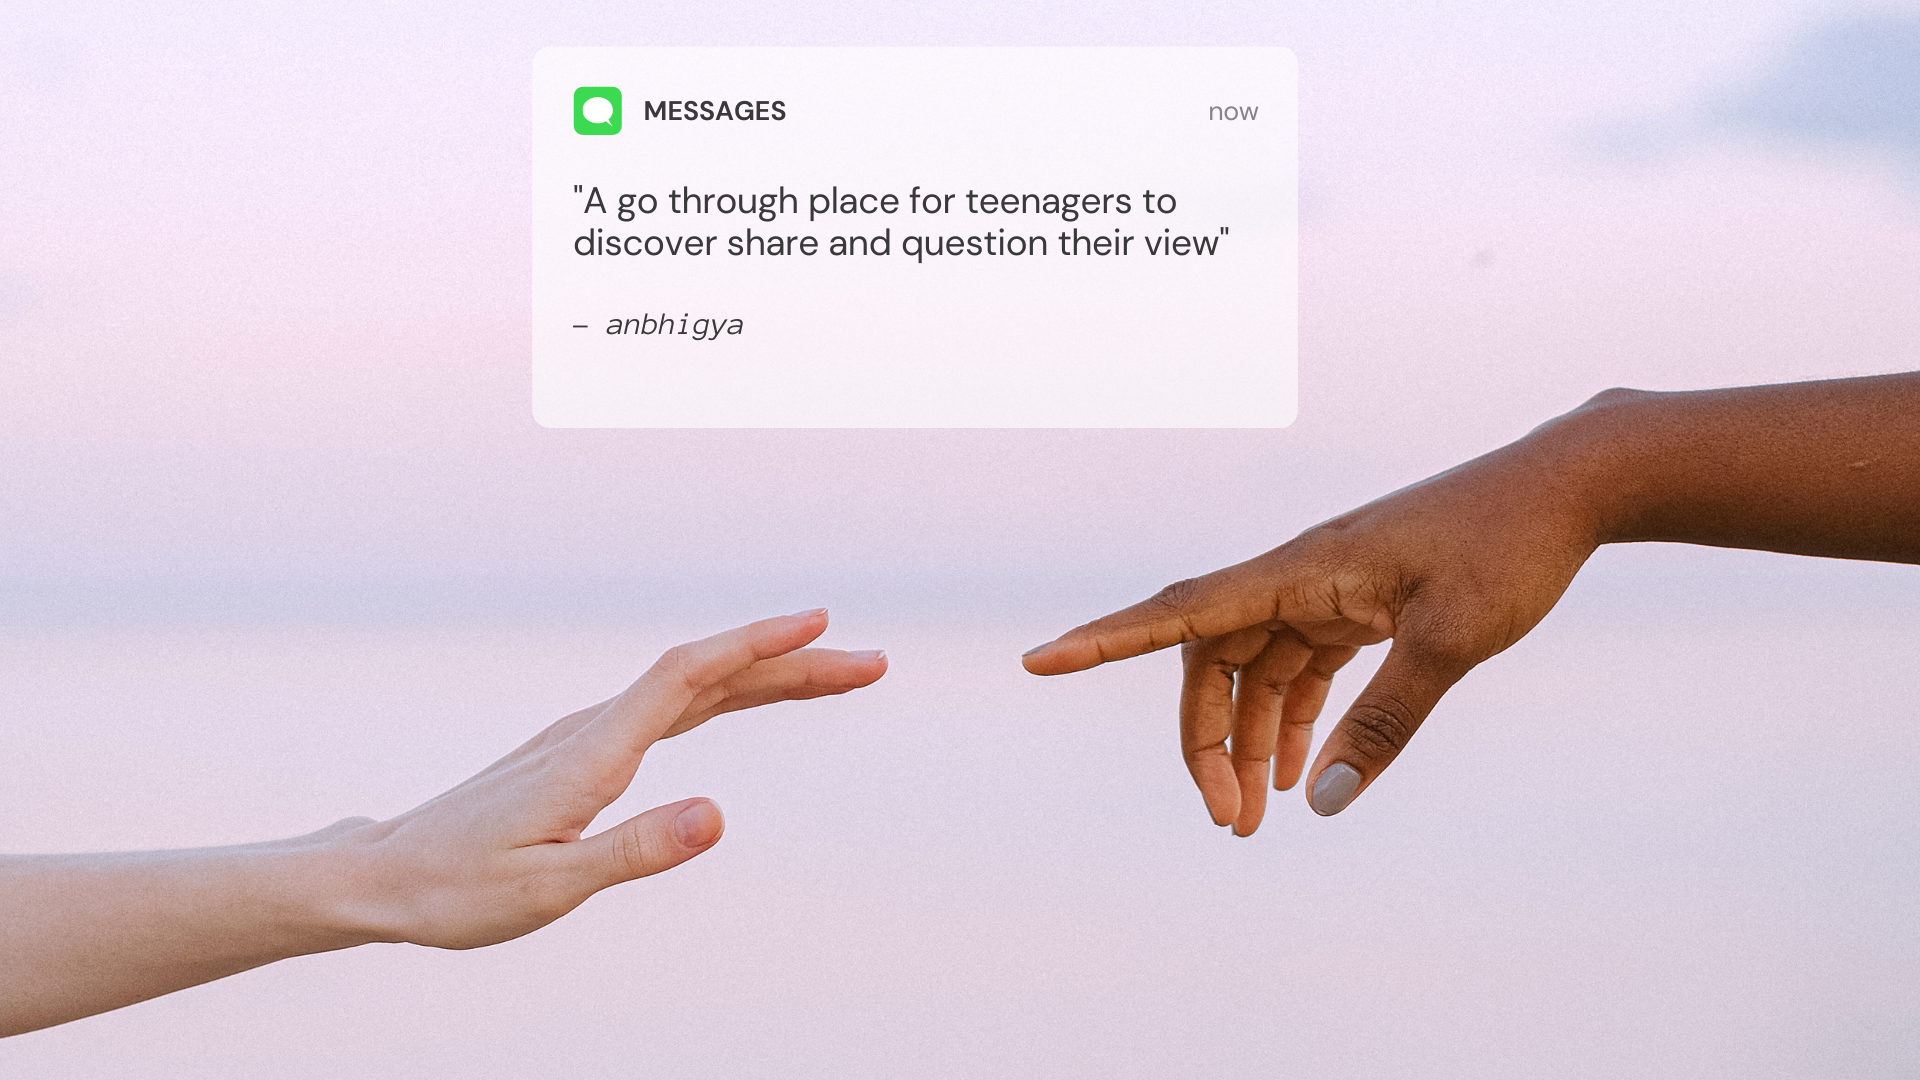 MESSAGES
now
"A go through place for teenagers to
discover share and question their view"
– anbhigya